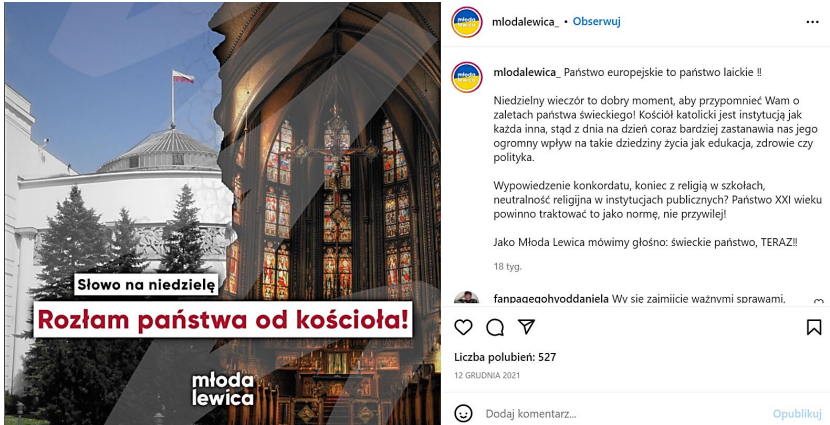 Słowo na niedzielę
Rozłam państwa od kościoła!
młoda
lewica
młoda
lewica
mlodalewica_ • Obserwuj
młoda
lewica
mlodalewica_ Państwo europejskie to państwo laickie !!
Niedzielny wieczór to dobry moment, aby przypomnieć Wam o
zaletach państwa świeckiego! Kościół katolicki jest instytucją jak
każda inna, stąd z dnia na dzień coraz bardziej zastanawia nas jego
ogromny wpływ na takie dziedziny życia jak edukacja, zdrowie czy
polityka.
Wypowiedzenie konkordatu, koniec z religią w szkołach,
neutralność religijna w instytucjach publicznych? Państwo XXI wieku
powinno traktować to jako normę, nie przywilej!
Jako Młoda Lewica mówimy głośno: świeckie państwo, TERAZ!!
18 tyg.
fanpagegohyoddaniela Wy się zajmijcie ważnymi sprawami,
Liczba polubień: 527
12 GRUDNIA 2021
Dodaj komentarz...
Opublikuj